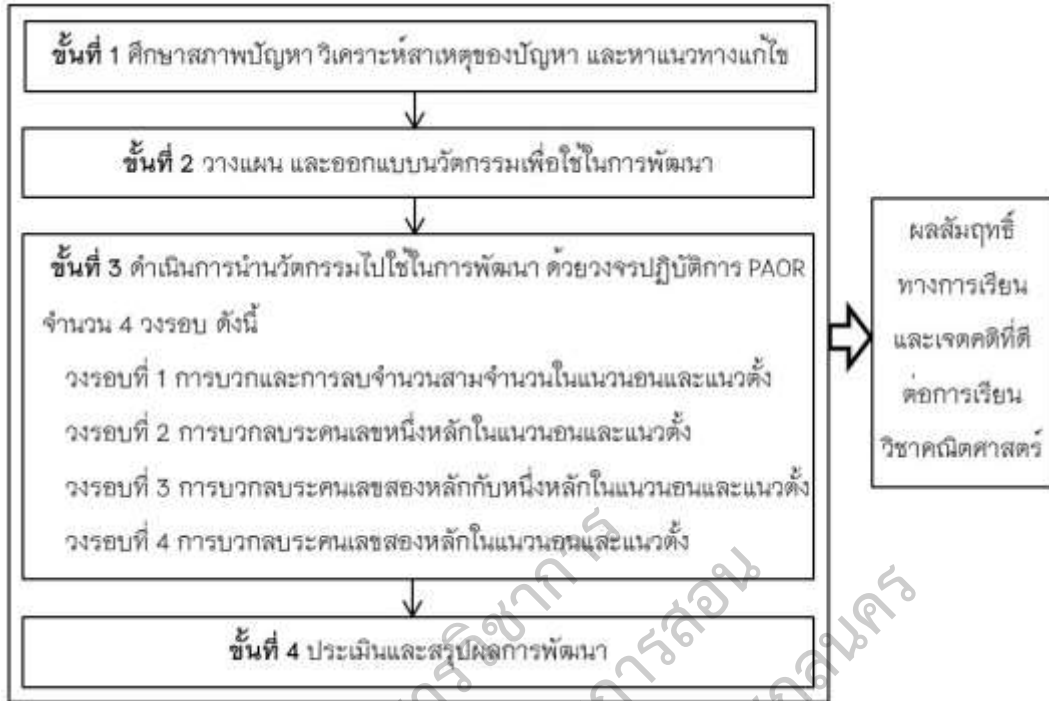 ขั้นที่ 1 ศึกษาสภาพปัญหา วิเคราะห์สาเหตุของปัญหา และหาแนวทางแก้ไข
ขั้นที่ 2 วางแผน และออกแบบนวัตกรรมเพื่อใช้ในการพัฒนา
ขั้นที่ 3 ดำเนินการนำนวัตกรรมไปใช้ในการพัฒนา ด้วยวงจรปฏิบัติการ PAOR
จำนวน 4 วงรอบ ดังนี้
วงรอบที่ 1 การบวกและการลบจำนวนสามจำนวนในแนวนอนและแนวตั้ง
วงรอบที่ 2 การบวกลบระคนเลขหนึ่งหลักในแนวนอนและแนวตั้ง
วงรอบที่ 3 การบวกลบระคนเลขสองหลักกับหนึ่งหลักในแนวนอนและแนวตั้ง
วงรอบที่ 4 การบวกลบระคนเลขสองหลักในแนวนอนและแนวตั้ง
ขั้นที่ 4 ประเมินและสรุปผลการพัฒนา
ผลสัมฤทธิ์
ทางการเรียน
และเจตคติที่ดี
ต่อการเรียน
วิชาคณิตศาสตร์
การสอน